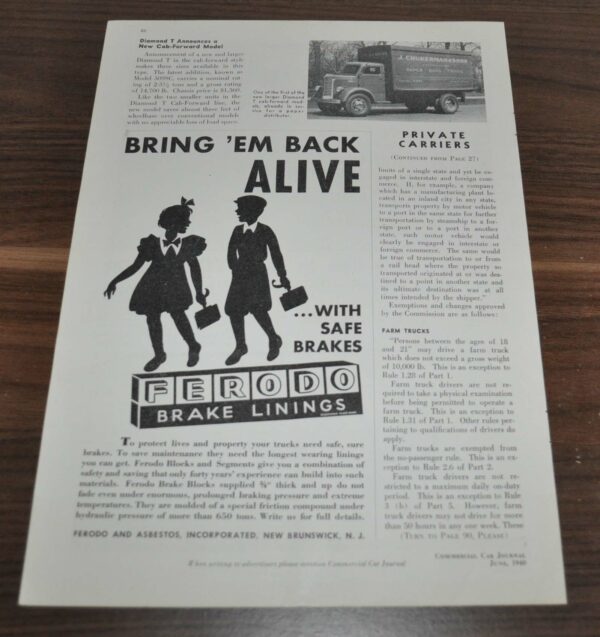 Diamond T Announces a
New Cab-Forward Model
Announcement of a new and larger
Diamond T in the cab-forward style
makes three sizes available in this
type. The latest addition, known as
Model 509SC, carries a nominal rat-
ing of 2-3½ tons and a gross rating
of 14,700 lb. Chassis price is $1,360.
Like the two smaller units in the
Diamond T Cab-Forward line, the
new model saves about three feet of
wheelbase over conventional models
with no appreciable loss of load space.
One of the first of the
new larger Diamond
T cab-forward mod-
els, already in ser-
vice for a paper
distributor.
BRING 'EM BACK
ALIVE
...WITH
SAFE
BRAKES
FERODO
BRAKE LININGS
To protect lives and property your trucks need safe, sure
brakes. To save maintenance they need the longest wearing linings
you can get. Ferodo Blocks and Segments give you a combination of
safety and saving that only forty years' experience can build into such
materials. Ferodo Brake Blocks supplied ⅜" thick and up do not
fade even under enormous, prolonged braking pressure and extreme
temperatures. They are molded of a special friction compound under
hydraulic pressure of more than 650 tons. Write us for full details.
FERODO AND ASBESTOS, INCORPORATED, NEW BRUNSWICK, N. J.
PRIVATE
CARRIERS
(CONTINUED FROM PAGE 27)
limits of a single state and yet be en-
gaged in interstate and foreign com-
merce. If, for example, a company
which has a manufacturing plant lo-
cated in an inland city in any state,
transports property by motor vehicle
to a port in the same state for further
transportation by steamship to a for-
eign port or to a port in another
state, such motor vehicle would
clearly be engaged in interstate or
foreign commerce. The same would
be true of transportation to or from
a rail head where the property so
transported originated at or was des-
tined to a point in another state and
its ultimate destination was at all
times intended by the shipper."
Exemptions and changes approved
by the Commission are as follows:
FARM TRUCKS
"Persons between the ages of 18
and 21" may drive a farm truck
which does not exceed a gross weight
of 10,000 lb. This is an exception to
Rule 1.28 of Part 1.
Farm truck drivers are not re-
quired to take a physical examination
before being permitted to operate a
farm truck. This is an exception to
Rule 1.31 of Part 1. Other rules per-
taining to qualifications of drivers do
apply.
Farm trucks are exempted from
the no-passenger rule. This is an ex-
ception to Rule 2.6 of Part 2.
Farm truck drivers are not re-
stricted to a maximum daily on-duty
period. This is an exception to Rule
3 (b) of Part 5. However, farm
truck drivers may not drive for more
than 50 hours in any one week. These
(TURN TO PAGE 90, PLEASE)
COMMERCIAL CAR JOURNAL
JUNE, 1940
When writing to advertisers please mention Commercial Car Journal